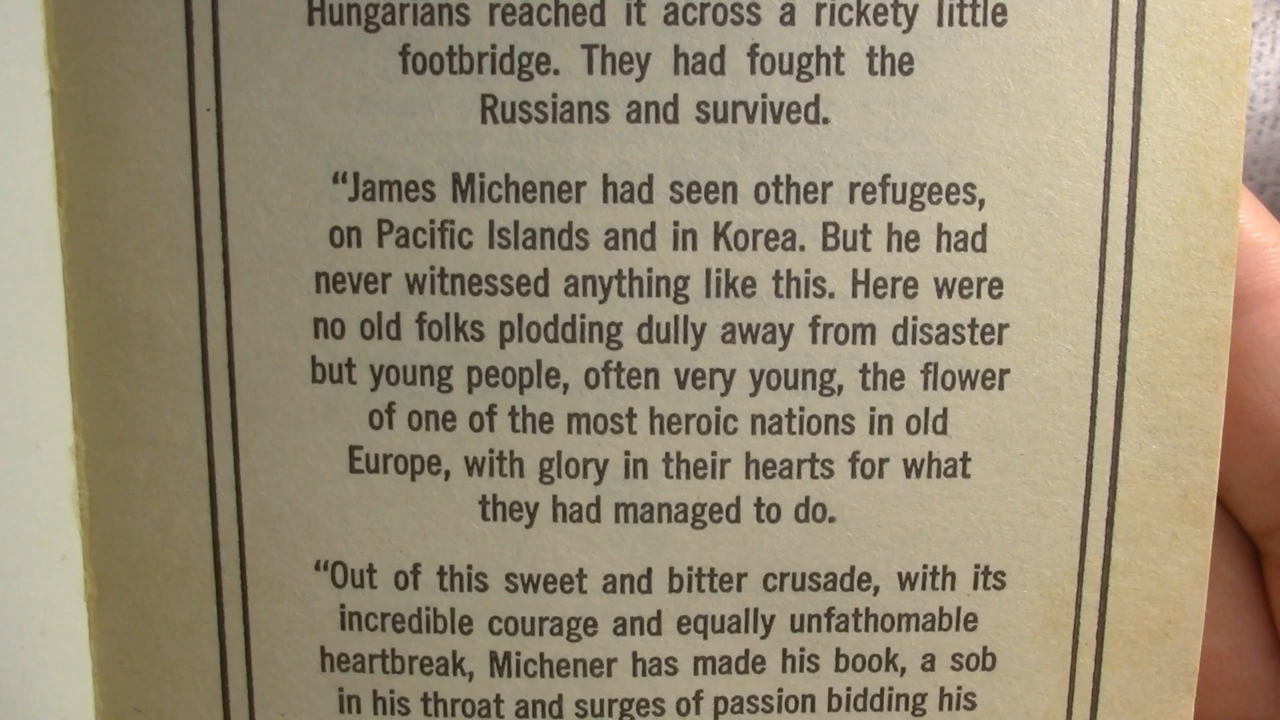 Hungarians reached it across a rickety little
footbridge. They had fought the
Russians and survived.
“James Michener had seen other refugees,
on Pacific Islands and in Korea. But he had
never witnessed anything like this. Here were
no old folks plodding dully away from disaster
but young people, often very young, the flower
of one of the most heroic nations in old
Europe, with glory in their hearts for what
they had managed to do.
“Out of this sweet and bitter crusade, with its
incredible courage and equally unfathomable
heartbreak, Michener has made his book, a sob
in his throat and surges of passion bidding his